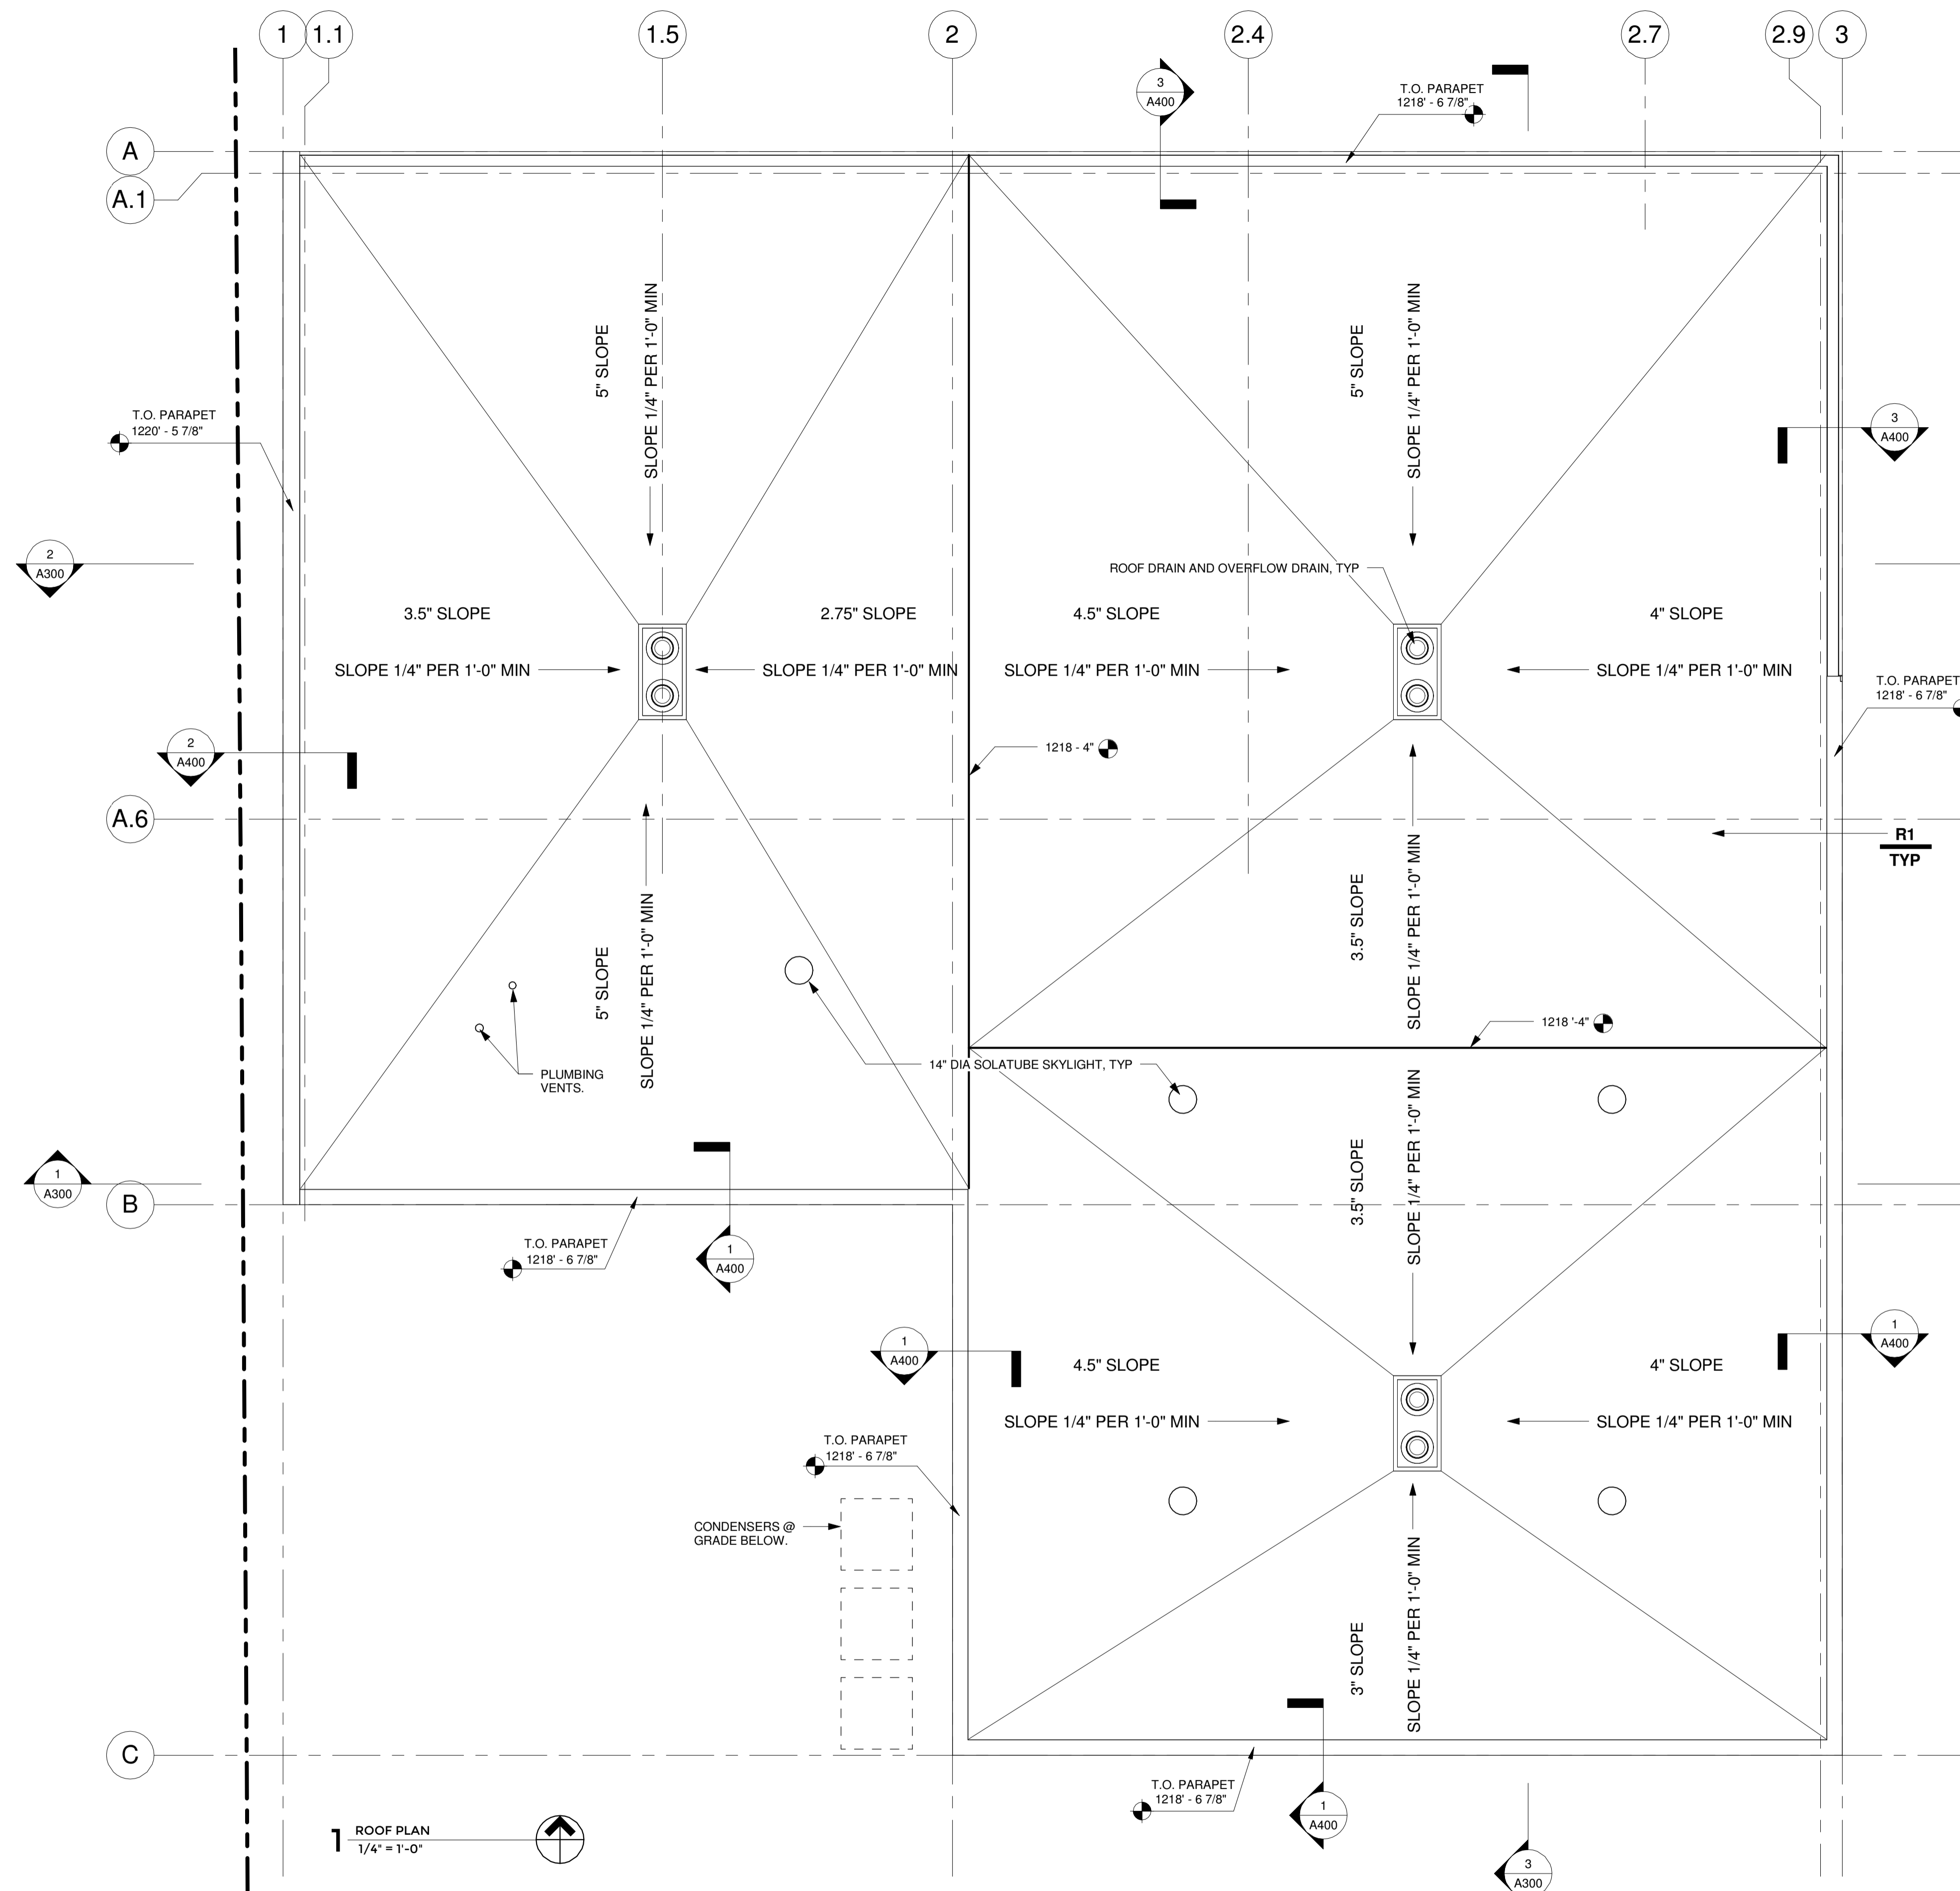 1
1.1
1.5
2
2.4
2.7
2.9
3
3
A400
T.O. PARAPET
1218' - 6 7/8"
A
A.1
5" SLOPE
SLOPE 1/4" PER 1'-0" MIN
5" SLOPE
SLOPE 1/4" PER 1'-0" MIN
T.O. PARAPET
1220' - 5 7/8"
3
A400
2
A300
ROOF DRAIN AND OVERFLOW DRAIN, TYP
3.5" SLOPE
2.75" SLOPE
4.5" SLOPE
4" SLOPE
SLOPE 1/4" PER 1'-0" MIN
SLOPE 1/4" PER 1'-0" MIN
SLOPE 1/4" PER 1'-0" MIN
SLOPE 1/4" PER 1'-0" MIN
T.O. PARAPET
1218' - 6 7/8"
2
A400
1218 - 4"
A.6
R1
TYP
3.5" SLOPE
SLOPE 1/4" PER 1'-0" MIN
5" SLOPE
SLOPE 1/4" PER 1'-0" MIN
1218 '-4"
14" DIA SOLATUBE SKYLIGHT, TYP
PLUMBING
VENTS.
3.5" SLOPE
SLOPE 1/4" PER 1'-0" MIN
1
A300
B
T.O. PARAPET
1218' - 6 7/8"
1
A400
1
A400
1
A400
4.5" SLOPE
4" SLOPE
SLOPE 1/4" PER 1'-0" MIN
SLOPE 1/4" PER 1'-0" MIN
T.O. PARAPET
1218' - 6 7/8"
CONDENSERS @
GRADE BELOW.
3" SLOPE
SLOPE 1/4" PER 1'-0" MIN
C
T.O. PARAPET
1218' - 6 7/8"
1
A400
1
ROOF PLAN
1/4" = 1'-0"
3
A300